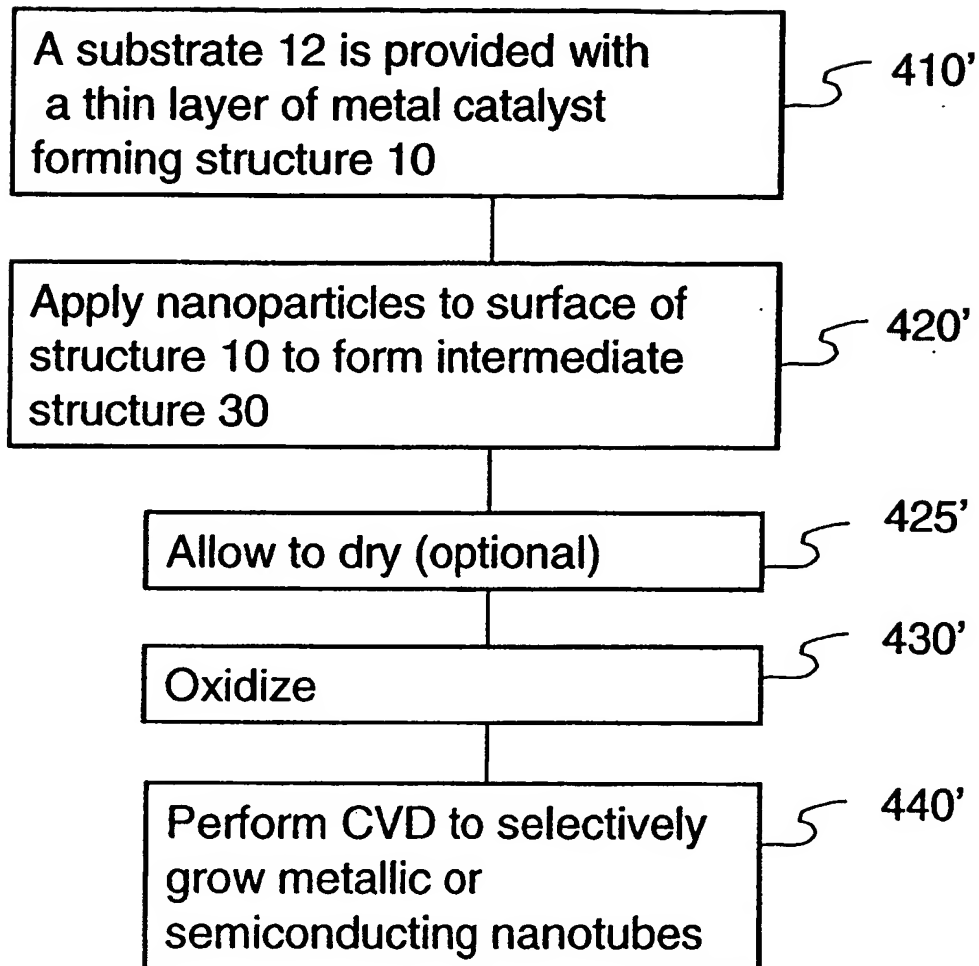 A substrate 12 is provided with
a thin layer of metal catalyst
forming structure 10
410'
Apply nanoparticles to surface of
structure 10 to form intermediate
structure 30
420'
Allow to dry (optional)
425'
Oxidize
430'
Perform CVD to selectively
grow metallic or
semiconducting nanotubes
440'